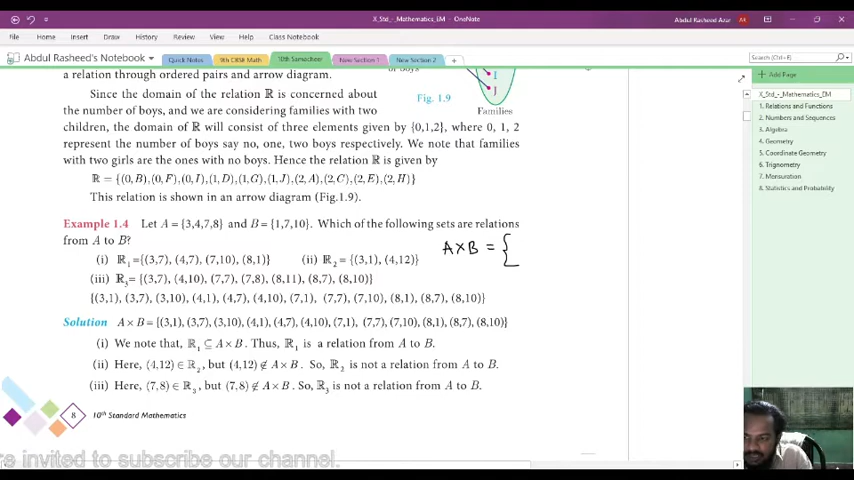 X_Std_-_Mathematics_EM - OneNote
Abdul Rasheed Azar AR
File Home Insert Draw History Review View Help Class Notebook
Abdul Rasheed's Notebook Quick Notes 9th CBSE Math 10th Samacheer New Section 1 New Section 2 +
Search (Ctrl+E)
Add Page
X_Std_-_Mathematics_EM
1. Relations and Functions
2. Numbers and Sequences
3. Algebra
4. Geometry
5. Coordinate Geometry
6. Trignometry
7. Mensuration
8. Statistics and Probability
a relation through ordered pairs and arrow diagram.
of boys
I
J
Families
Fig. 1.9
Since the domain of the relation ℝ is concerned about
the number of boys, and we are considering families with two
children, the domain of ℝ will consist of three elements given by {0,1,2}, where 0, 1, 2
represent the number of boys say no, one, two boys respectively. We note that families
with two girls are the ones with no boys. Hence the relation ℝ is given by
ℝ = {(0,B),(0,F),(0,I),(1,D),(1,G),(1,J),(2,A),(2,C),(2,E),(2,H)}
This relation is shown in an arrow diagram (Fig.1.9).
Example 1.4 Let A = {3,4,7,8} and B = {1,7,10}. Which of the following sets are relations
from A to B?
A×B = {
(i) ℝ₁ ={(3,7), (4,7), (7,10), (8,1)} (ii) ℝ₂ = {(3,1), (4,12)}
(iii) ℝ₃= {(3,7), (4,10), (7,7), (7,8), (8,11), (8,7), (8,10)}
{(3,1), (3,7), (3,10), (4,1), (4,7), (4,10), (7,1), (7,7), (7,10), (8,1), (8,7), (8,10)}
Solution A × B = {(3,1), (3,7), (3,10), (4,1), (4,7), (4,10), (7,1), (7,7), (7,10), (8,1), (8,7), (8,10)}
(i) We note that, ℝ₁ ⊆ A × B. Thus, ℝ₁ is a relation from A to B.
(ii) Here, (4,12) ∈ ℝ₂, but (4,12) ∉ A × B. So, ℝ₂ is not a relation from A to B.
(iii) Here, (7,8) ∈ ℝ₃, but (7,8) ∉ A × B. So, ℝ₃ is not a relation from A to B.
8 10th Standard Mathematics
re invited to subscribe our channel.